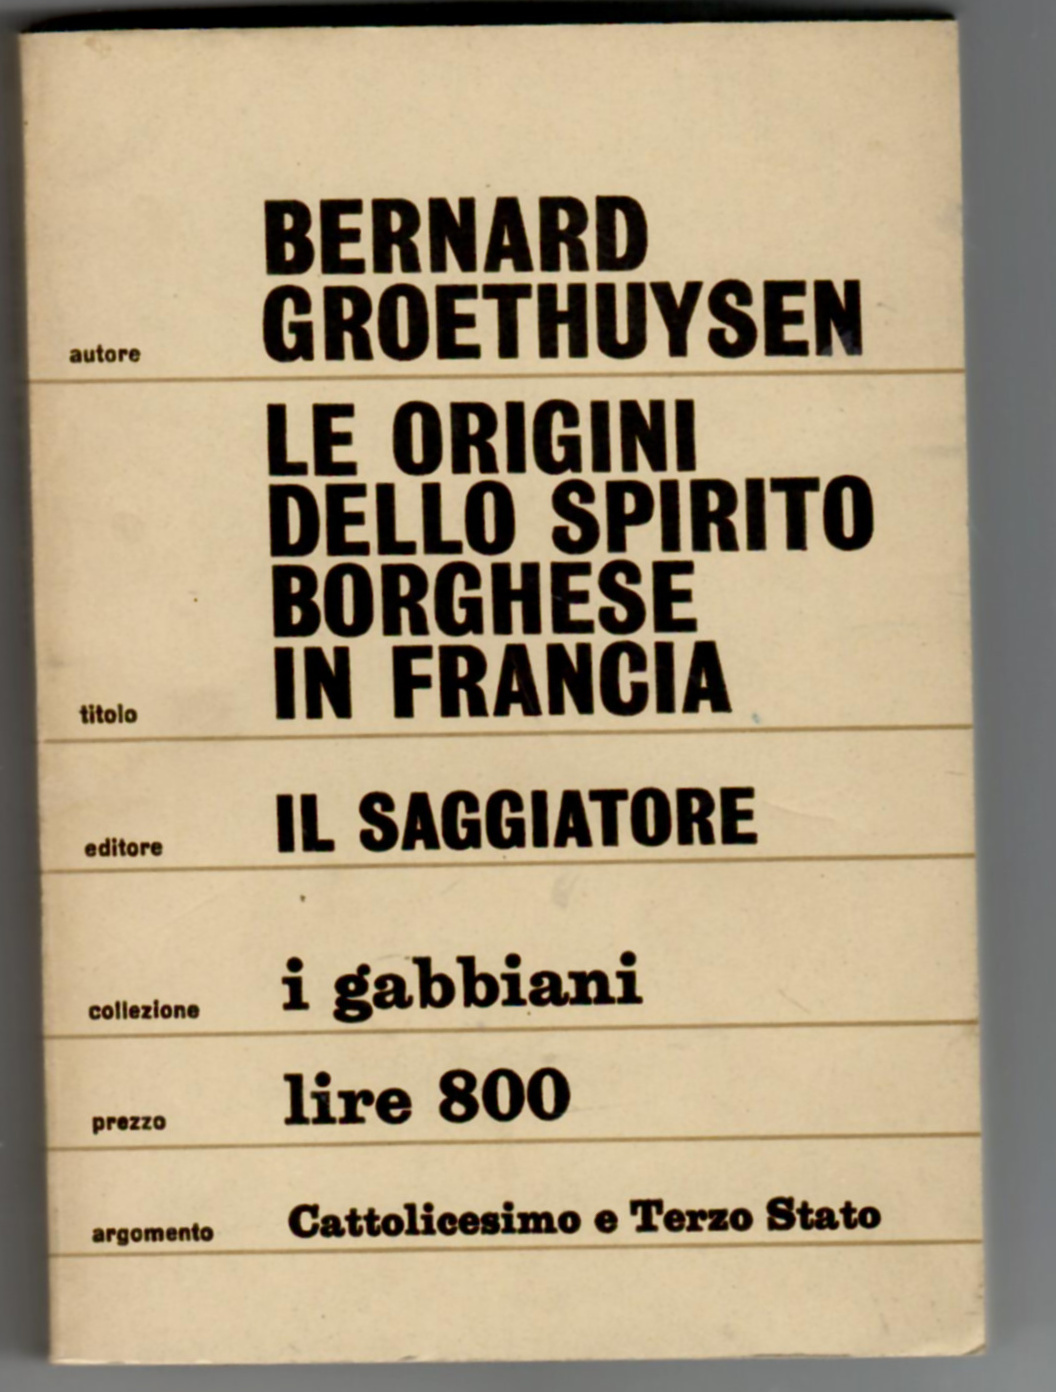 BERNARD
autore GROETHUYSEN
LE ORIGINI
DELLO SPIRITO
BORGHESE
titolo IN FRANCIA
editore IL SAGGIATORE
collezione i gabbiani
prezzo lire 800
argomento Cattolicesimo e Terzo Stato